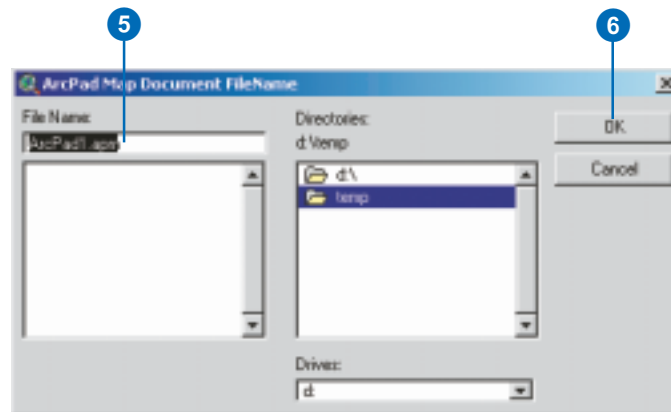 5
6
ArcPad Map Document FileName
File Name:
ArcPad1.apm
Directories:
d:\temp
OK
Cancel
d:\
temp
Drives:
d: